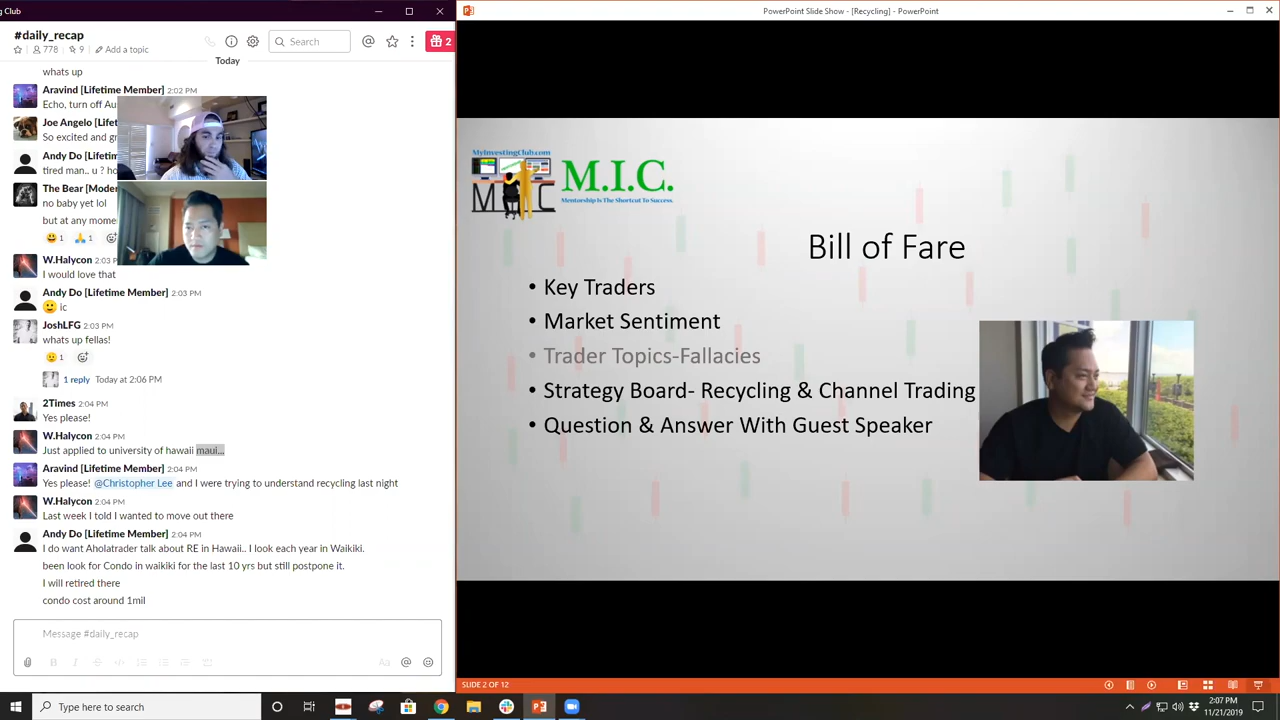 g Club
#daily_recap
778
9
Add a topic
Search
2
Today
whats up
Aravind [Lifetime Member] 2:02 PM
Echo, turn off Au
Joe Angelo [Lifet
So excited and gr
Andy Do [Lifetim
tired man.. u ? ho
The Bear [Mode
no baby yet lol
but at any mome
1
1
W.Halycon 2:03 P
I would love that
Andy Do [Lifetime Member] 2:03 PM
ic
JoshLFG 2:03 PM
whats up fellas!
1
1 reply Today at 2:06 PM
2Times 2:04 PM
Yes please!
W.Halycon 2:04 PM
Just applied to university of hawaii maui...
Aravind [Lifetime Member] 2:04 PM
Yes please! @Christopher Lee and I were trying to understand recycling last night
W.Halycon 2:04 PM
Last week I told I wanted to move out there
Andy Do [Lifetime Member] 2:04 PM
I do want Aholatrader talk about RE in Hawaii.. I look each year in Waikiki.
been look for Condo in waikiki for the last 10 yrs but still postpone it.
I will retired there
condo cost around 1mil
Message #daily_recap
Aa
PowerPoint Slide Show - [Recycling] - PowerPoint
MyInvestingClub.com
MIC
M.I.C.
Mentorship Is The Shortcut To Success.
Bill of Fare
• Key Traders
• Market Sentiment
• Trader Topics-Fallacies
• Strategy Board- Recycling & Channel Trading
• Question & Answer With Guest Speaker
SLIDE 2 OF 12
Type here to search
2:07 PM
11/21/2019